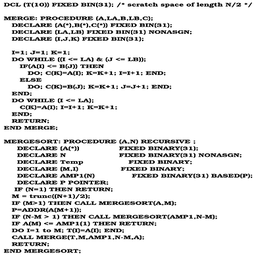 DCL (T(10)) FIXED BIN(31); /* scratch space of length N/2 */
MERGE: PROCEDURE (A,LA,B,LB,C);
DECLARE (A(*),B(*),C(*)) FIXED BIN(31);
DECLARE (LA,LB) FIXED BIN(31) NONASGN;
DECLARE (I,J,K) FIXED BIN(31);
I=1; J=1; K=1;
DO WHILE ((I <= LA) & (J <= LB));
IF(A(I) <= B(J)) THEN
DO; C(K)=A(I); K=K+1; I=I+1; END;
ELSE
DO; C(K)=B(J); K=K+1; J=J+1; END;
END;
DO WHILE (I <= LA);
C(K)=A(I); I=I+1; K=K+1;
END;
RETURN;
END MERGE;
MERGESORT: PROCEDURE (A,N) RECURSIVE ;
DECLARE (A(*)) FIXED BINARY(31);
DECLARE N FIXED BINARY(31) NONASGN;
DECLARE Temp FIXED BINARY;
DECLARE (M,I) FIXED BINARY;
DECLARE AMP1(N) FIXED BINARY(31) BASED(P);
DECLARE P POINTER;
IF (N=1) THEN RETURN;
M = trunc((N+1)/2);
IF (M>1) THEN CALL MERGESORT(A,M);
P=ADDR(A(M+1));
IF (N-M > 1) THEN CALL MERGESORT(AMP1,N-M);
IF A(M) <= AMP1(1) THEN RETURN;
DO I=1 to M; T(I)=A(I); END;
CALL MERGE(T,M,AMP1,N-M,A);
RETURN;
END MERGESORT;